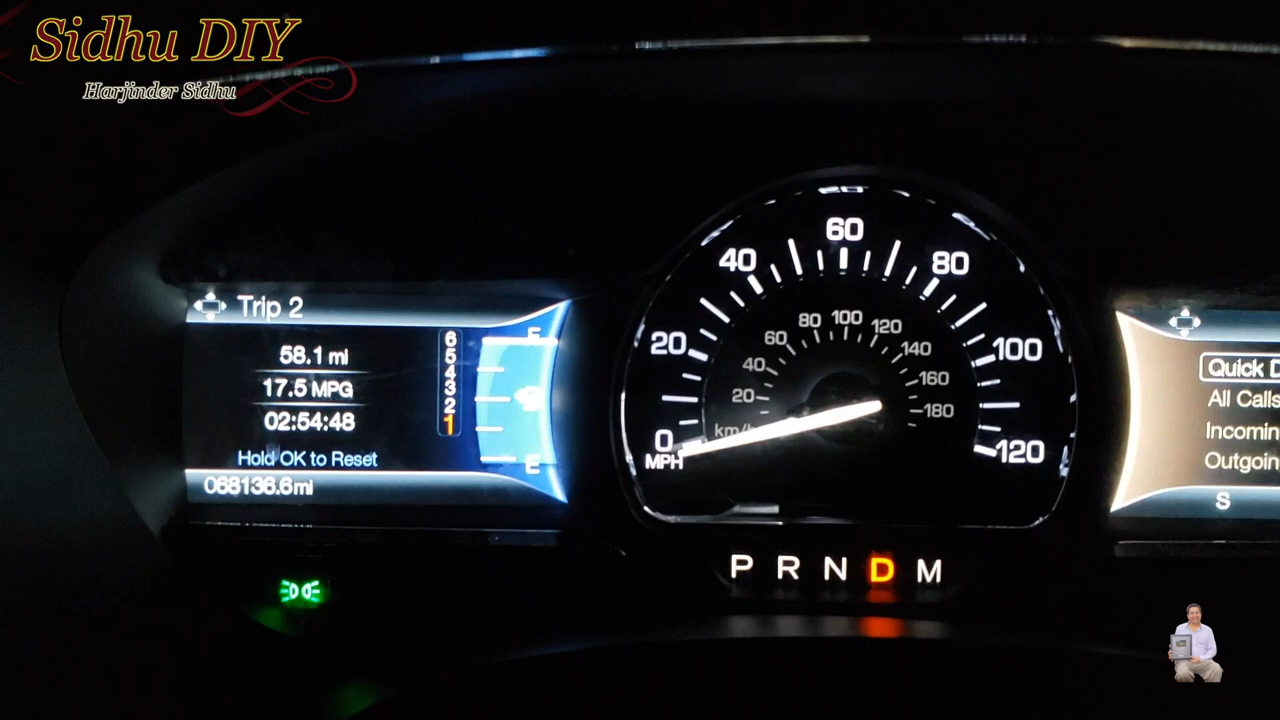 Sidhu DIY
Harjinder Sidhu
Trip 2
58.1 mi
17.5 MPG
02:54:48
Hold OK to Reset
068136.6mi
6
5
4
3
2
1
F
E
0
20
40
60
80
100
120
MPH
20
40
60
80
100
120
140
160
180
km/h
P R N D M
Quick D
All Calls
Incomin
Outgoin
S